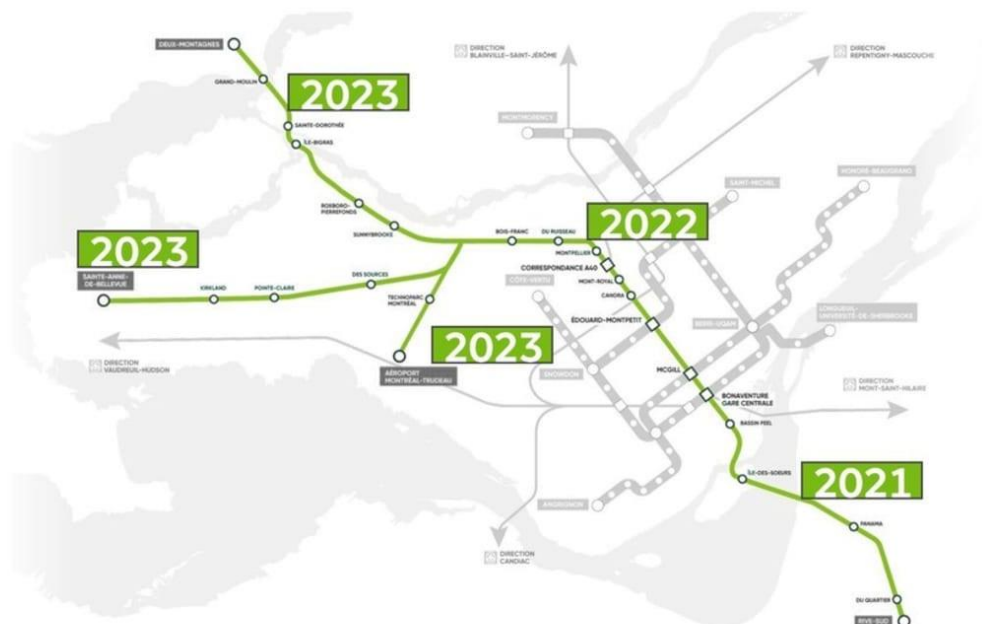 DEUX-MONTAGNES
DIRECTION
BLAINVILLE–SAINT-JÉRÔME
DIRECTION
REPENTIGNY-MASCOUCHE
GRAND-MOULIN
2023
MONTMORENCY
SAINTE-DOROTHÉE
ÎLE-BIGRAS
SAINT-MICHEL
HONORÉ-BEAUGRAND
ROXBORO-
PIERREFONDS
SUNNYBROOKE
2022
BOIS-FRANC
DU RUISSEAU
MONTPELLIER
2023
SAINTE-ANNE-
DE-BELLEVUE
KIRKLAND
POINTE-CLAIRE
DES SOURCES
CORRESPONDANCE A40
MONT-ROYAL
CÔTE-VERTU
CANORA
TECHNOPARC
MONTRÉAL
ÉDOUARD-MONTPETIT
BERRI-UQAM
LONGUEUIL
UNIVERSITÉ-DE-SHERBROOKE
2023
DIRECTION
VAUDREUIL-HUDSON
AÉROPORT
MONTRÉAL-TRUDEAU
SNOWDON
MCGILL
DIRECTION
MONT-SAINT-HILAIRE
BONAVENTURE
GARE CENTRALE
BASSIN PEEL
ÎLE-DES-SOEURS
2021
ANGRIGNON
PANAMA
DIRECTION
CANDIAC
DU QUARTIER
RIVE-SUD